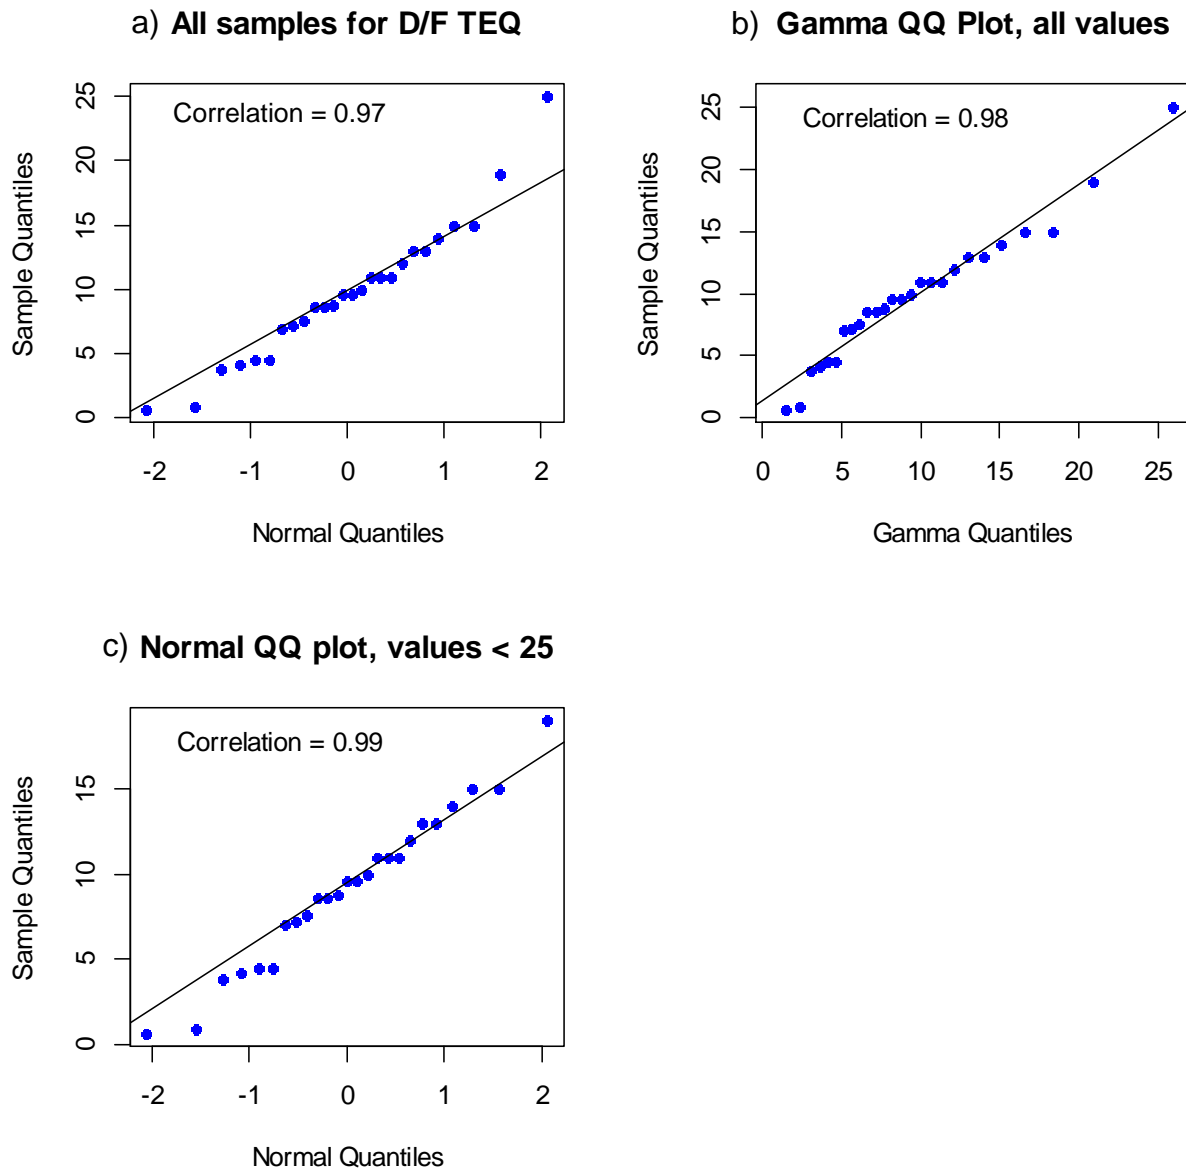 a) All samples for D/F TEQ
Correlation = 0.97
Sample Quantiles
0 5 10 15 20 25
-2 -1 0 1 2
Normal Quantiles
b) Gamma QQ Plot, all values
Correlation = 0.98
Sample Quantiles
0 5 10 15 20 25
0 5 10 15 20 25
Gamma Quantiles
c) Normal QQ plot, values < 25
Correlation = 0.99
Sample Quantiles
0 5 10 15
-2 -1 0 1 2
Normal Quantiles